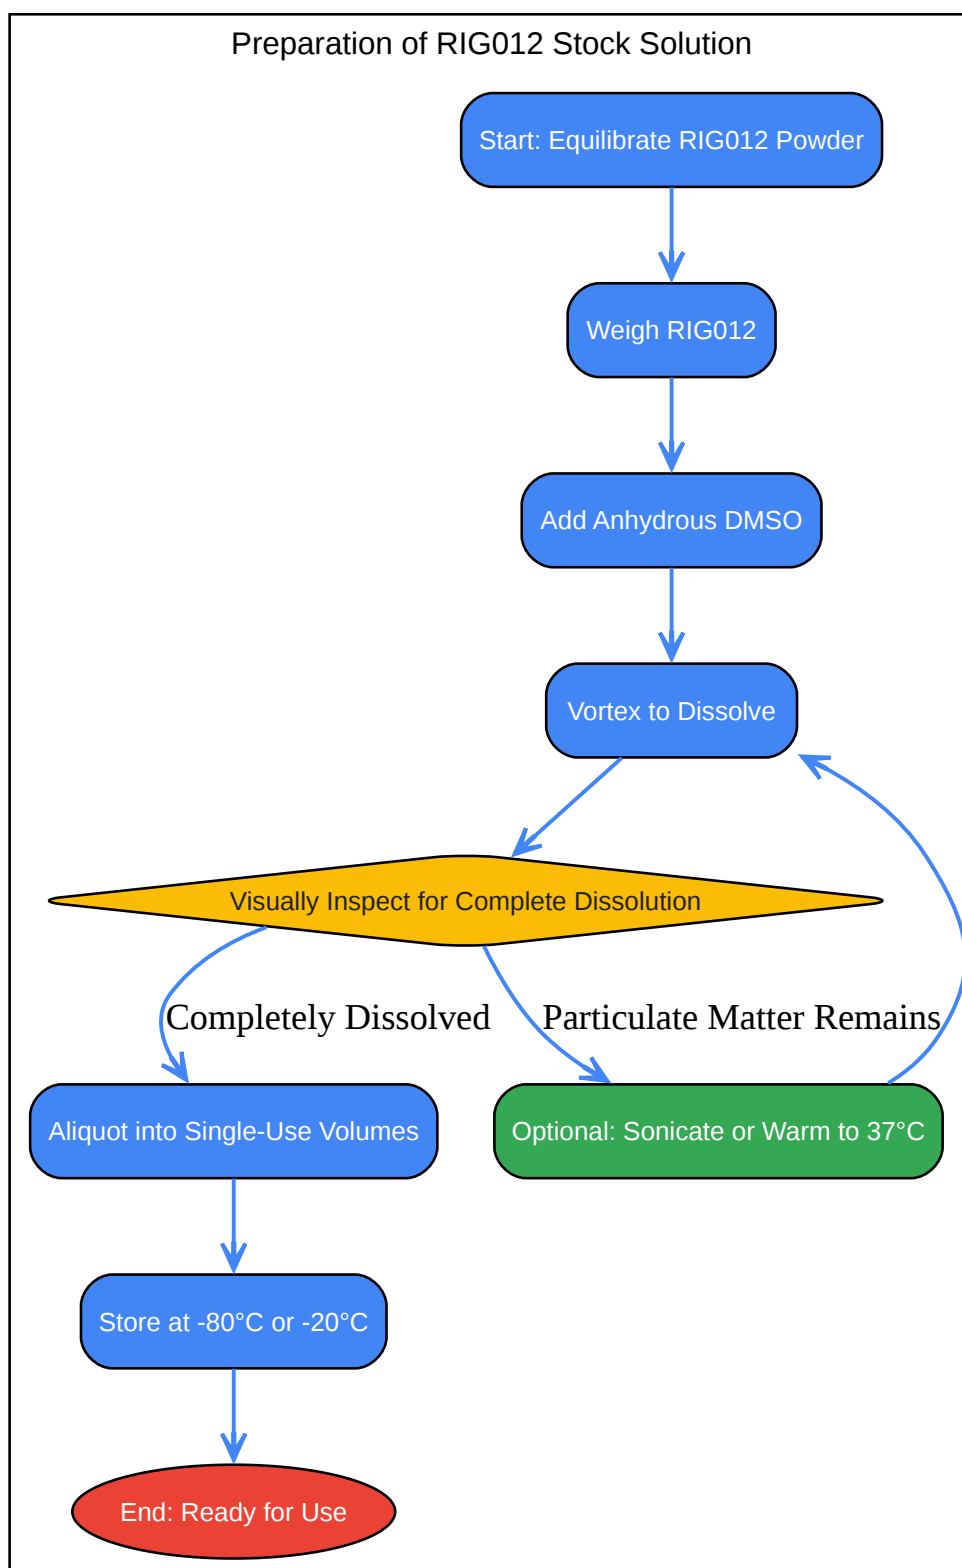 Preparation of RIG012 Stock Solution
Start: Equilibrate RIG012 Powder
Weigh RIG012
Add Anhydrous DMSO
Vortex to Dissolve
Visually Inspect for Complete Dissolution
Completely Dissolved
Particulate Matter Remains
Aliquot into Single-Use Volumes
Optional: Sonicate or Warm to 37°C
Store at -80°C or -20°C
End: Ready for Use